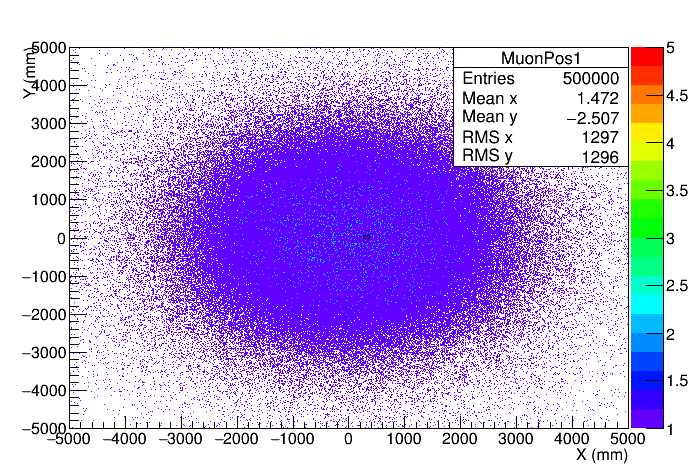 MuonPos1
Entries 500000
Mean x 1.472
Mean y −2.507
RMS x 1297
RMS y 1296
Y (mm)
5000
4000
3000
2000
1000
0
−1000
−2000
−3000
−4000
−5000
−5000 −4000 −3000 −2000 −1000 0 1000 2000 3000 4000 5000
X (mm)
5
4.5
4
3.5
3
2.5
2
1.5
1